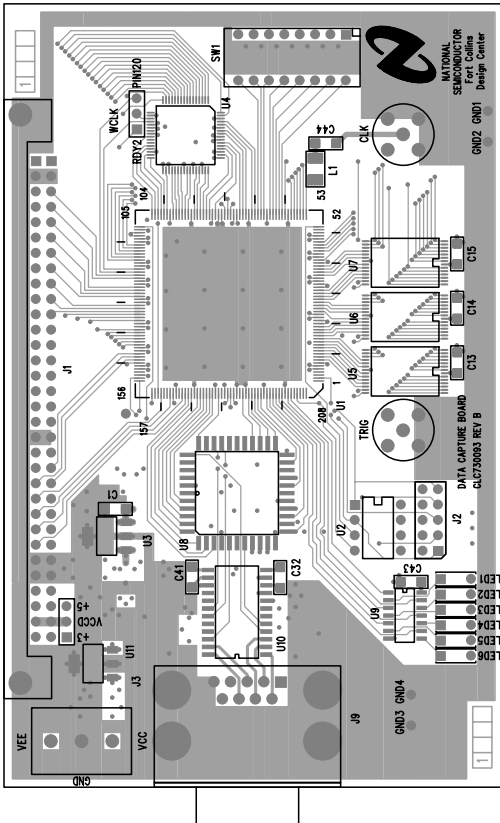 1
SW1
NATIONAL
SEMICONDUCTOR
Fort Collins
Design Center
PIN120
WCLK
RDY2
U4
C44
CLK
GND2 GND1
L1
53
104
105
52
U7
C15
U6
C14
J1
U5
C13
156
157
1
208
U1
TRIG
DATA CAPTURE BOARD
CLC730093 REV B
C1
U3
U8
U2
J2
C41
C32
C43
U9
+5
VCCD
+3
U11
J3
U10
LED1
LED2
LED3
LED4
LED5
LED6
VEE
VCC
GND
J9
GND3 GND4
1